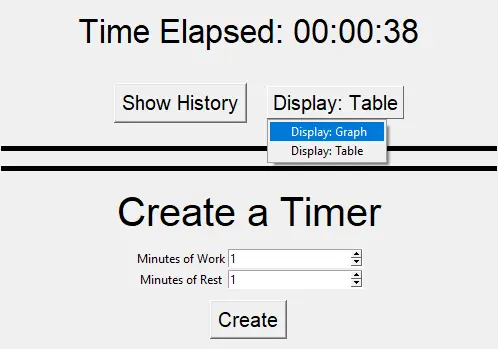 Time Elapsed: 00:00:38
Show History
Display: Table
Display: Graph
Display: Table
Create a Timer
Minutes of Work 1
Minutes of Rest 1
Create